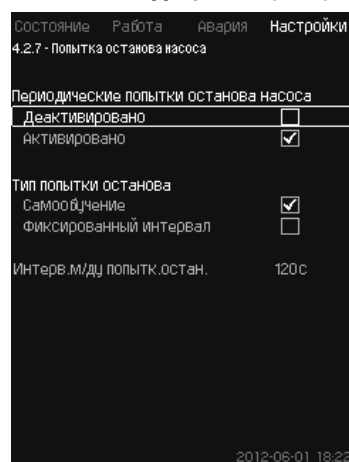 Состояние Работа Авария Настройки
4.2.7 - Попытка останова насоса
Периодические попытки останова насоса
Деактивировано
Активировано
Тип попытки останова
Самообучение
Фиксированный интервал
Интерв.м/ду попытк.остан. 120с
2012-06-01 18:22